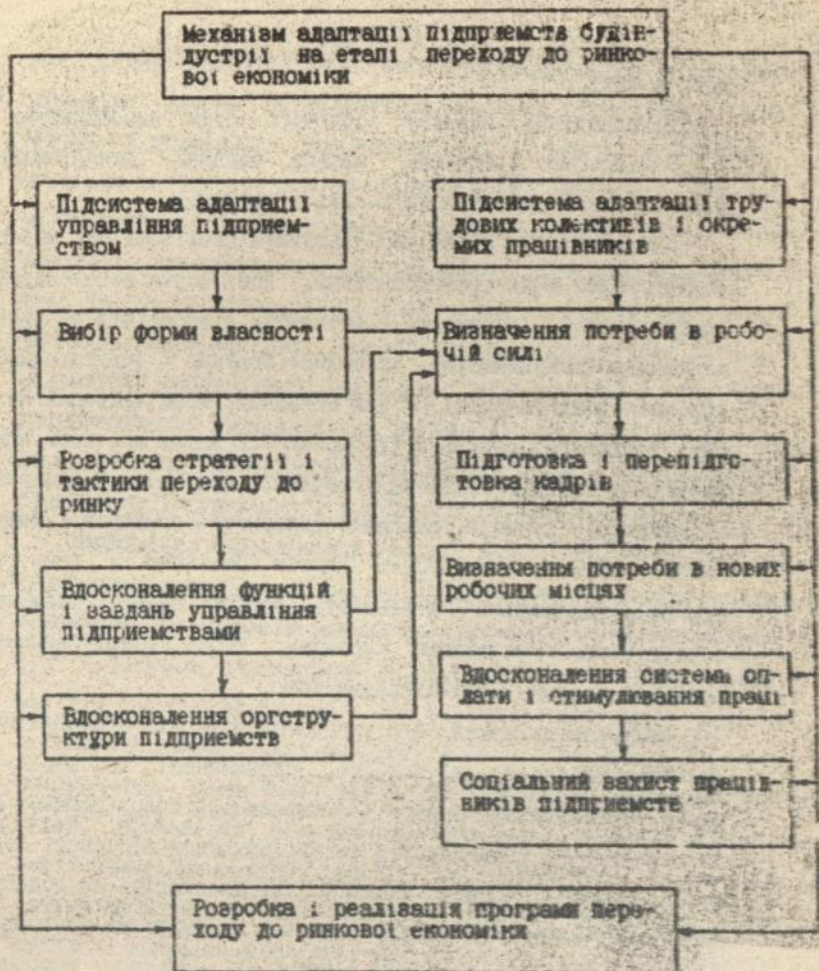 Механізм адаптації підприємств будін-
дустрії на етапі переходу до ринко-
вої економіки
Підсистема адаптації
управління підприєм-
ством
Вибір форми власності
Розробка стратегії і
тактики переходу до
ринку
Вдосконалення функцій
і завдань управління
підприємствами
Вдосконалення оргстру-
ктури підприємств
Підсистема адаптації тру-
дових колективів і окре-
мих працівників
Визначення потреби в робо-
чій силі
Підготовка і перепідго-
товка кадрів
Визначення потреби в нових
робочих місцях
Вдосконалення системи оп-
лати і стимулювання праці
Соціальний захист праців-
ників підприємств
Розробка і реалізація програми пере-
ходу до ринкової економіки